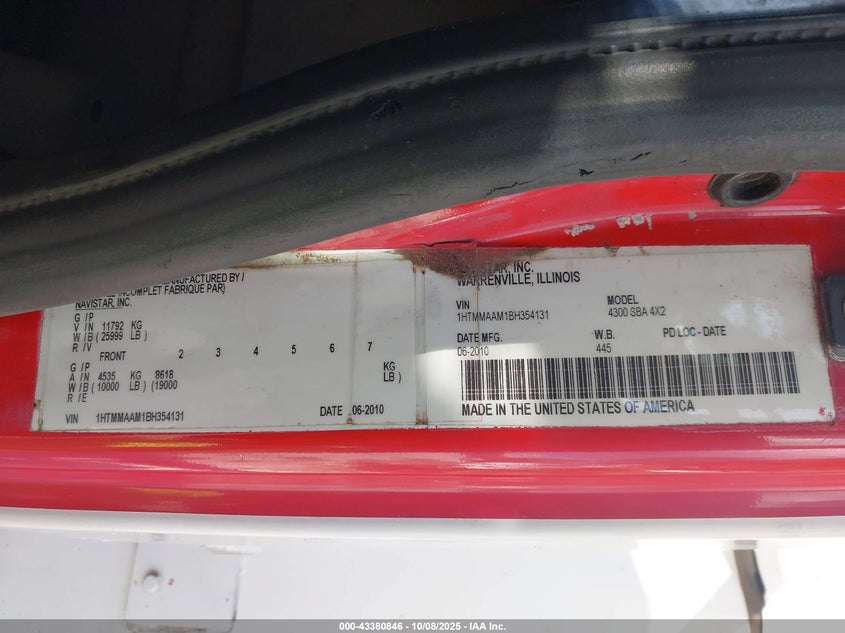 MANUFACTURED BY /
INCOMPLET FABRIQUE PAR)
NAVISTAR, INC.
G / P
V / N 11792 KG
W / B ( 25999 LB )
R / V
FRONT 2 3 4 5 6 7
G / P
A / N 4535 KG 8618 KG
W / B ( 10000 LB ) (19000 LB )
R / E
VIN 1HTMMAAM1BH354131 DATE 06-2010
NAVISTAR, INC.
WARRENVILLE, ILLINOIS
VIN MODEL
1HTMMAAM1BH354131 4300 SBA 4X2
DATE MFG. W.B. PD LOC - DATE
06-2010 445
MADE IN THE UNITED STATES OF AMERICA
000-43380846 - 10/08/2025 - IAA Inc.